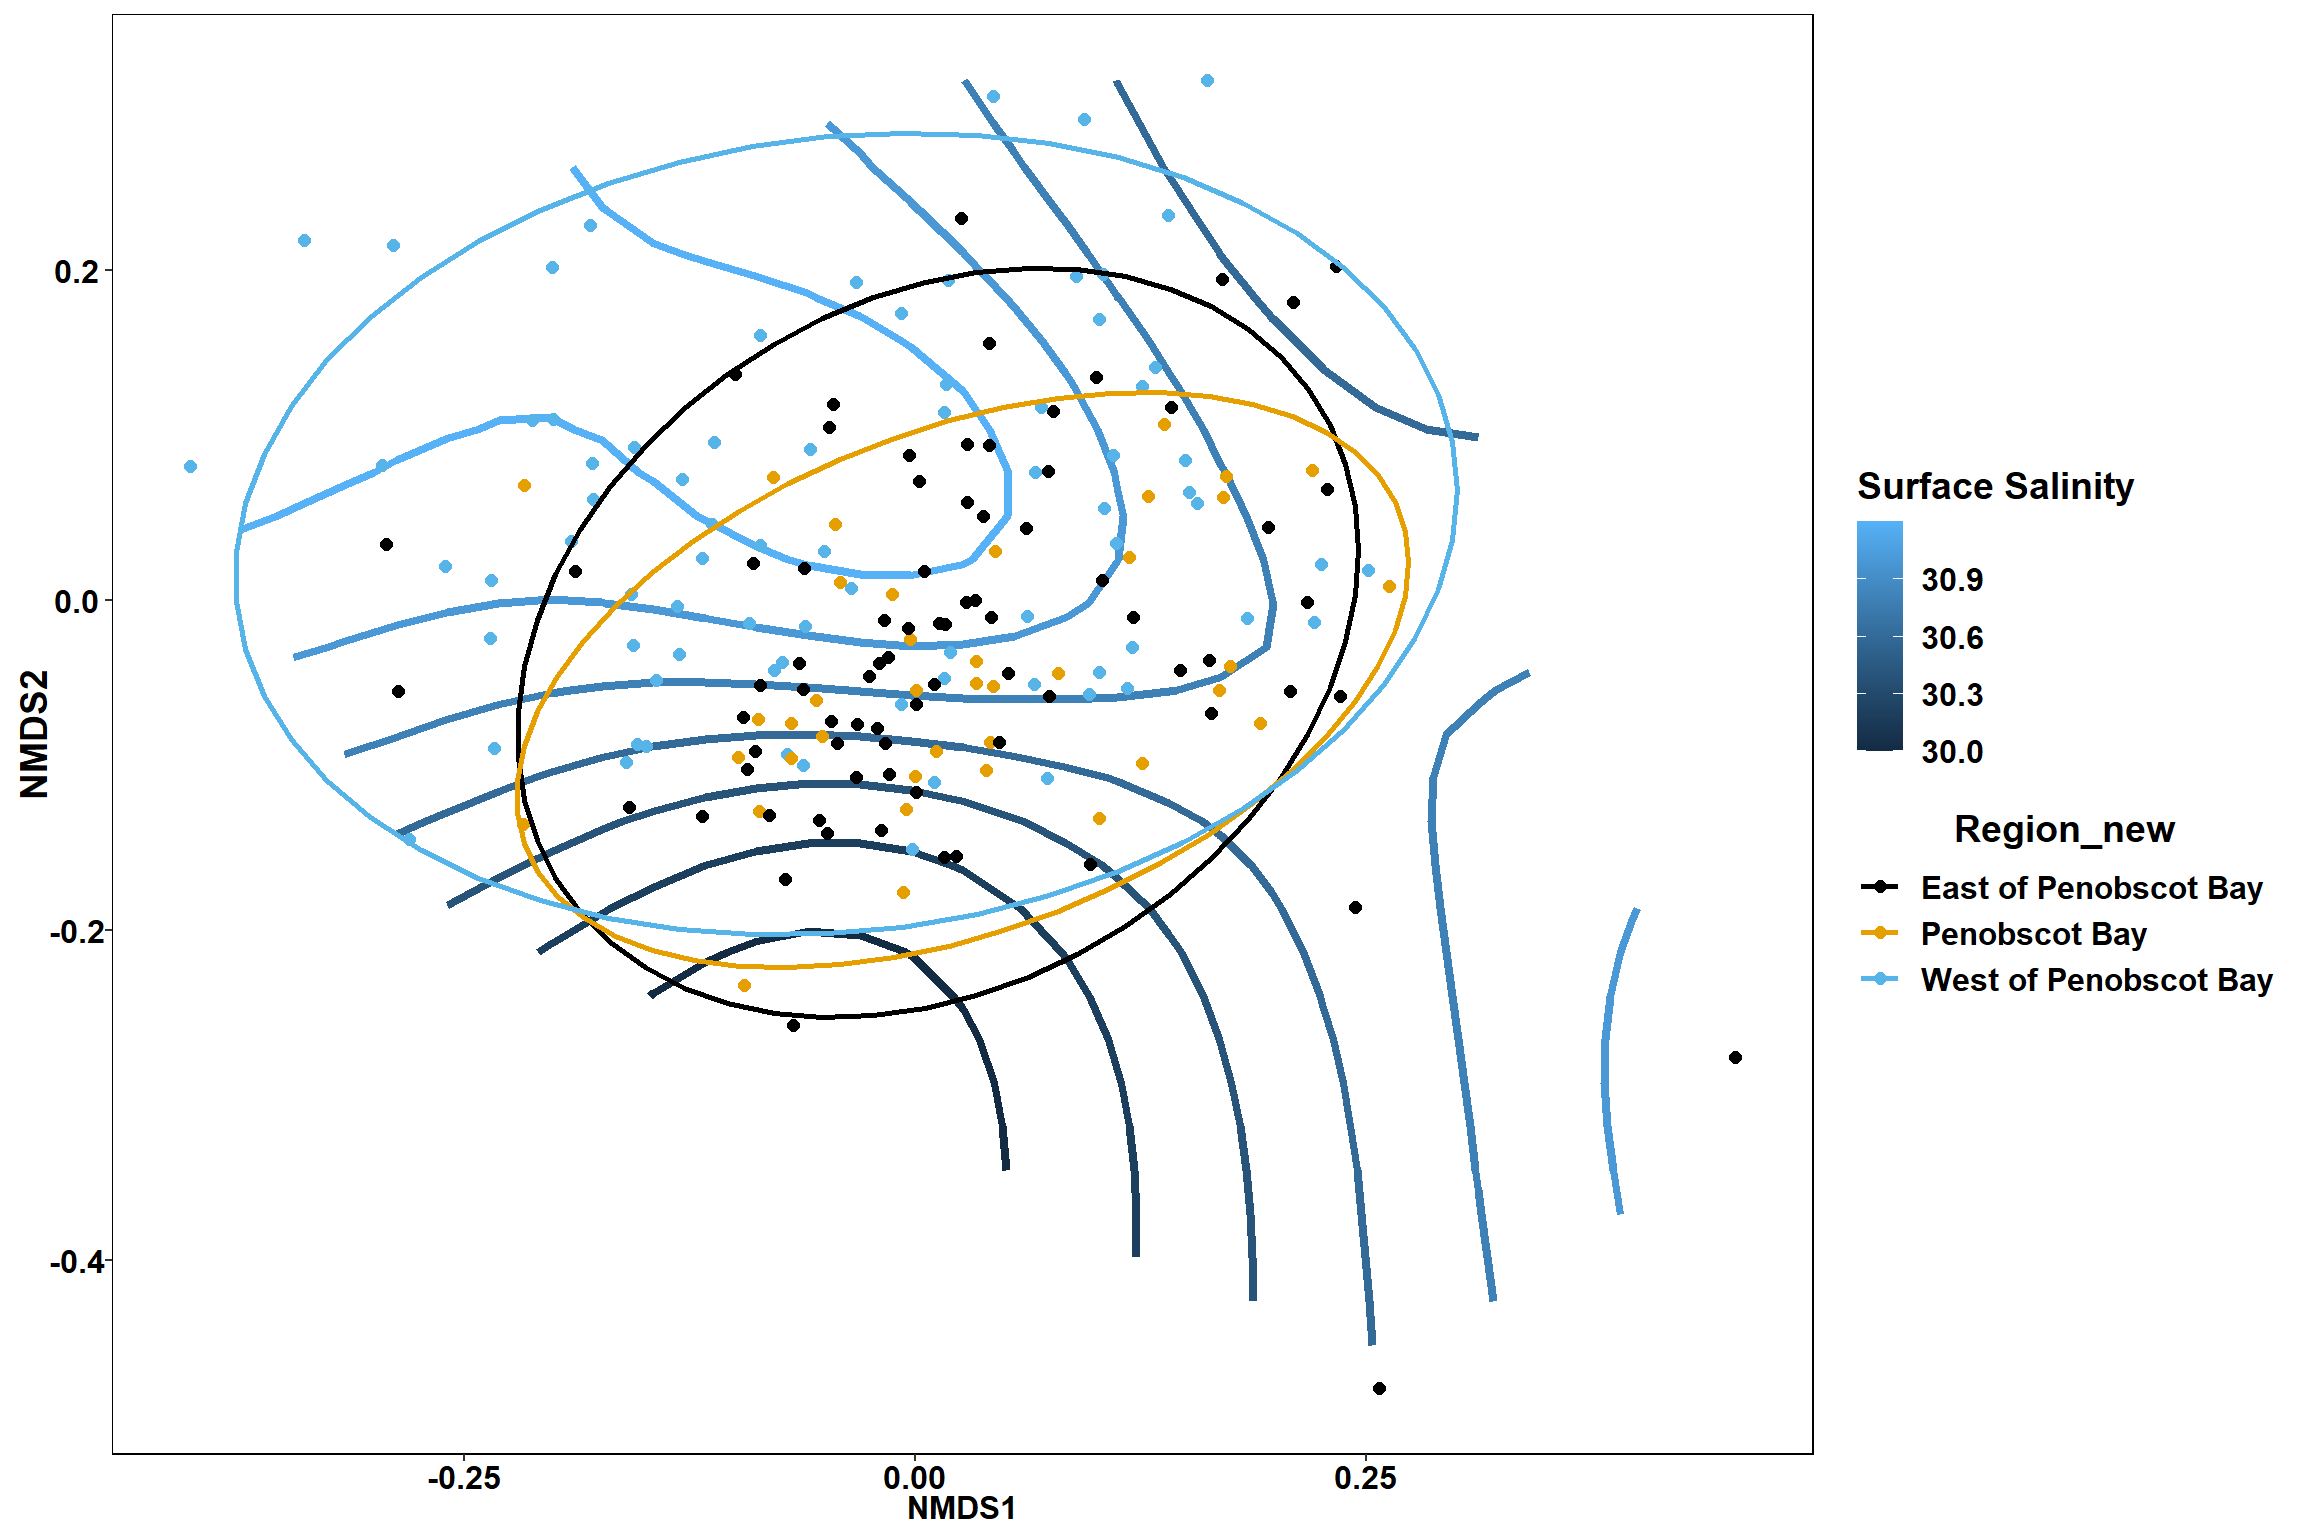 0.2
0.0
-0.2
-0.4
NMDS2
-0.25
0.00
0.25
NMDS1
Surface Salinity
30.9
30.6
30.3
30.0
Region_new
East of Penobscot Bay
Penobscot Bay
West of Penobscot Bay